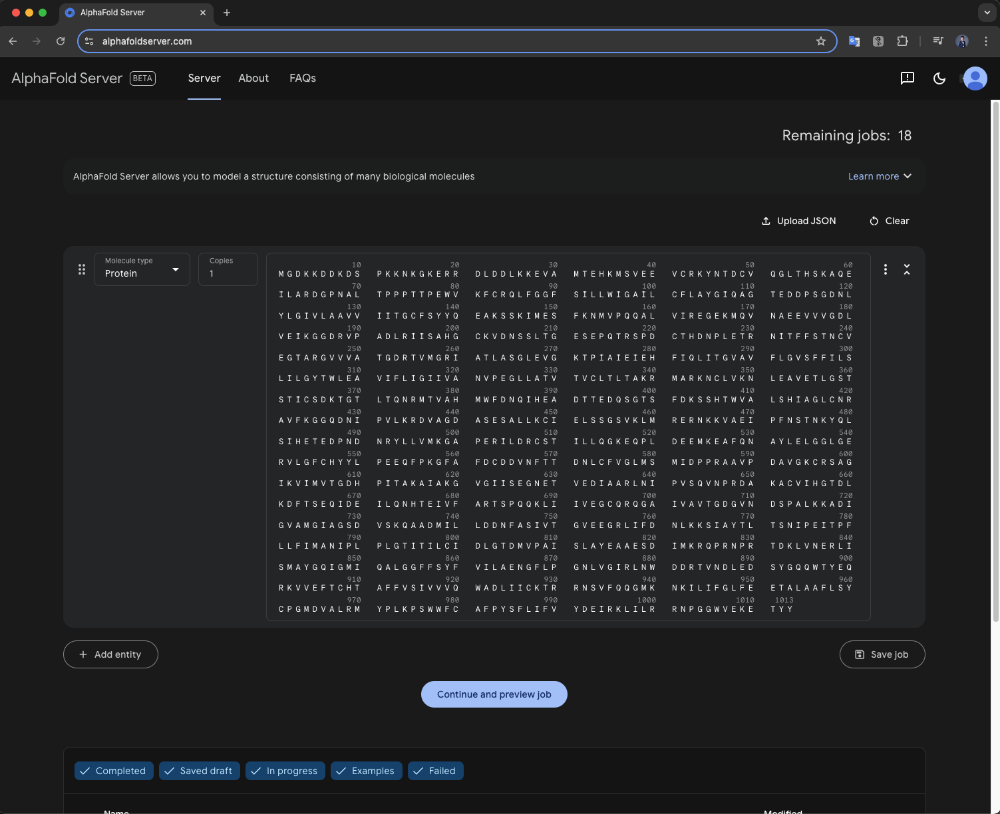 AlphaFold Server
alphafoldserver.com
AlphaFold Server BETA Server About FAQs
Remaining jobs: 18
AlphaFold Server allows you to model a structure consisting of many biological molecules Learn more
Upload JSON Clear
Molecule type
Protein
Copies
1
10 20 30 40 50 60
MGDKKDDKDS PKKNKGKERR DLDDLKKEVA MTEHKMSVEE VCRKYNTDCV QGLTHSKAQE
70 80 90 100 110 120
ILARDGPNAL TPPPTTPEWV KFCRQLFGGF SILLWIGAIL CFLAYGIQAG TEDDPSGDNL
130 140 150 160 170 180
YLGIVLAAVV IITGCFSYYQ EAKSSKIMES FKNMVPQQAL VIREGEKMQV NAEEVVVGDL
190 200 210 220 230 240
VEIKGGDRVP ADLRIISAHG CKVDNSSLTG ESEPQTRSPD CTHDNPLETR NITFFSTNCV
250 260 270 280 290 300
EGTARGVVVA TGDRTVMGRI ATLASGLEVG KTPIAIEIEH FIQLITGVAV FLGVSFFILS
310 320 330 340 350 360
LILGYTWLEA VIFLIGIIVA NVPEGLLATV TVCLTLTAKR MARKNCLVKN LEAVETLGST
370 380 390 400 410 420
STICSDKTGT LTQNRMTVAH MWFDNQIHEA DTTEDQSGTS FDKSSHTWVA LSHIAGLCNR
430 440 450 460 470 480
AVFKGGQDNI PVLKRDVAGD ASESALLKCI ELSSGSVKLM RERNKKVAEI PFNSTNKYQL
490 500 510 520 530 540
SIHETEDPND NRYLLVMKGA PERILDRCST ILLQGKEQPL DEEMKEAFQN AYLELGGLGE
550 560 570 580 590 600
RVLGFCHYYL PEEQFPKGFA FDCDDVNFTT DNLCFVGLMS MIDPPRAAVP DAVGKCRSAG
610 620 630 640 650 660
IKVIMVTGDH PITAKAIAKG VGIISEGNET VEDIAARLNI PVSQVNPRDA KACVIHGTDL
670 680 690 700 710 720
KDFTSEQIDE ILQNHTEIVF ARTSPQQKLI IVEGCQRQGA IVAVTGDGVN DSPALKKADI
730 740 750 760 770 780
GVAMGIAGSD VSKQAADMIL LDDNFASIVT GVEEGRLIFD NLKKSIAYTL TSNIPEITPF
790 800 810 820 830 840
LLFIMANIPL PLGTITILCI DLGTDMVPAI SLAYEAAESD IMKRQPRNPR TDKLVNERLI
850 860 870 880 890 900
SMAYGQIGMI QALGGFFSYF VILAENGFLP GNLVGIRLNW DDRTVNDLED SYGQQWTYEQ
910 920 930 940 950 960
RKVVEFTCHT AFFVSIVVVQ WADLIICKTR RNSVFQQGMK NKILIFGLFE ETALAAFLSY
970 980 990 1000 1010 1013
CPGMDVALRM YPLKPSWWFC AFPYSFLIFV YDEIRKLILR RNPGGWVEKE TYY
Add entity Save job
Continue and preview job
Completed Saved draft In progress Examples Failed
Name Modified